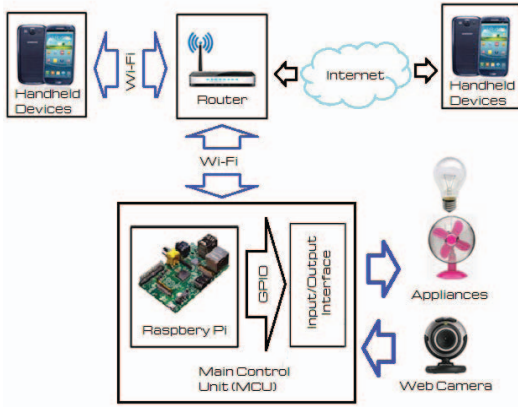 Handheld
Devices
Wi-Fi
Router
Internet
Handheld
Devices
Wi-Fi
Raspbery Pi
GPIO
Input/Output
Interface
Main Control
Unit (MCU)
Appliances
Web Camera